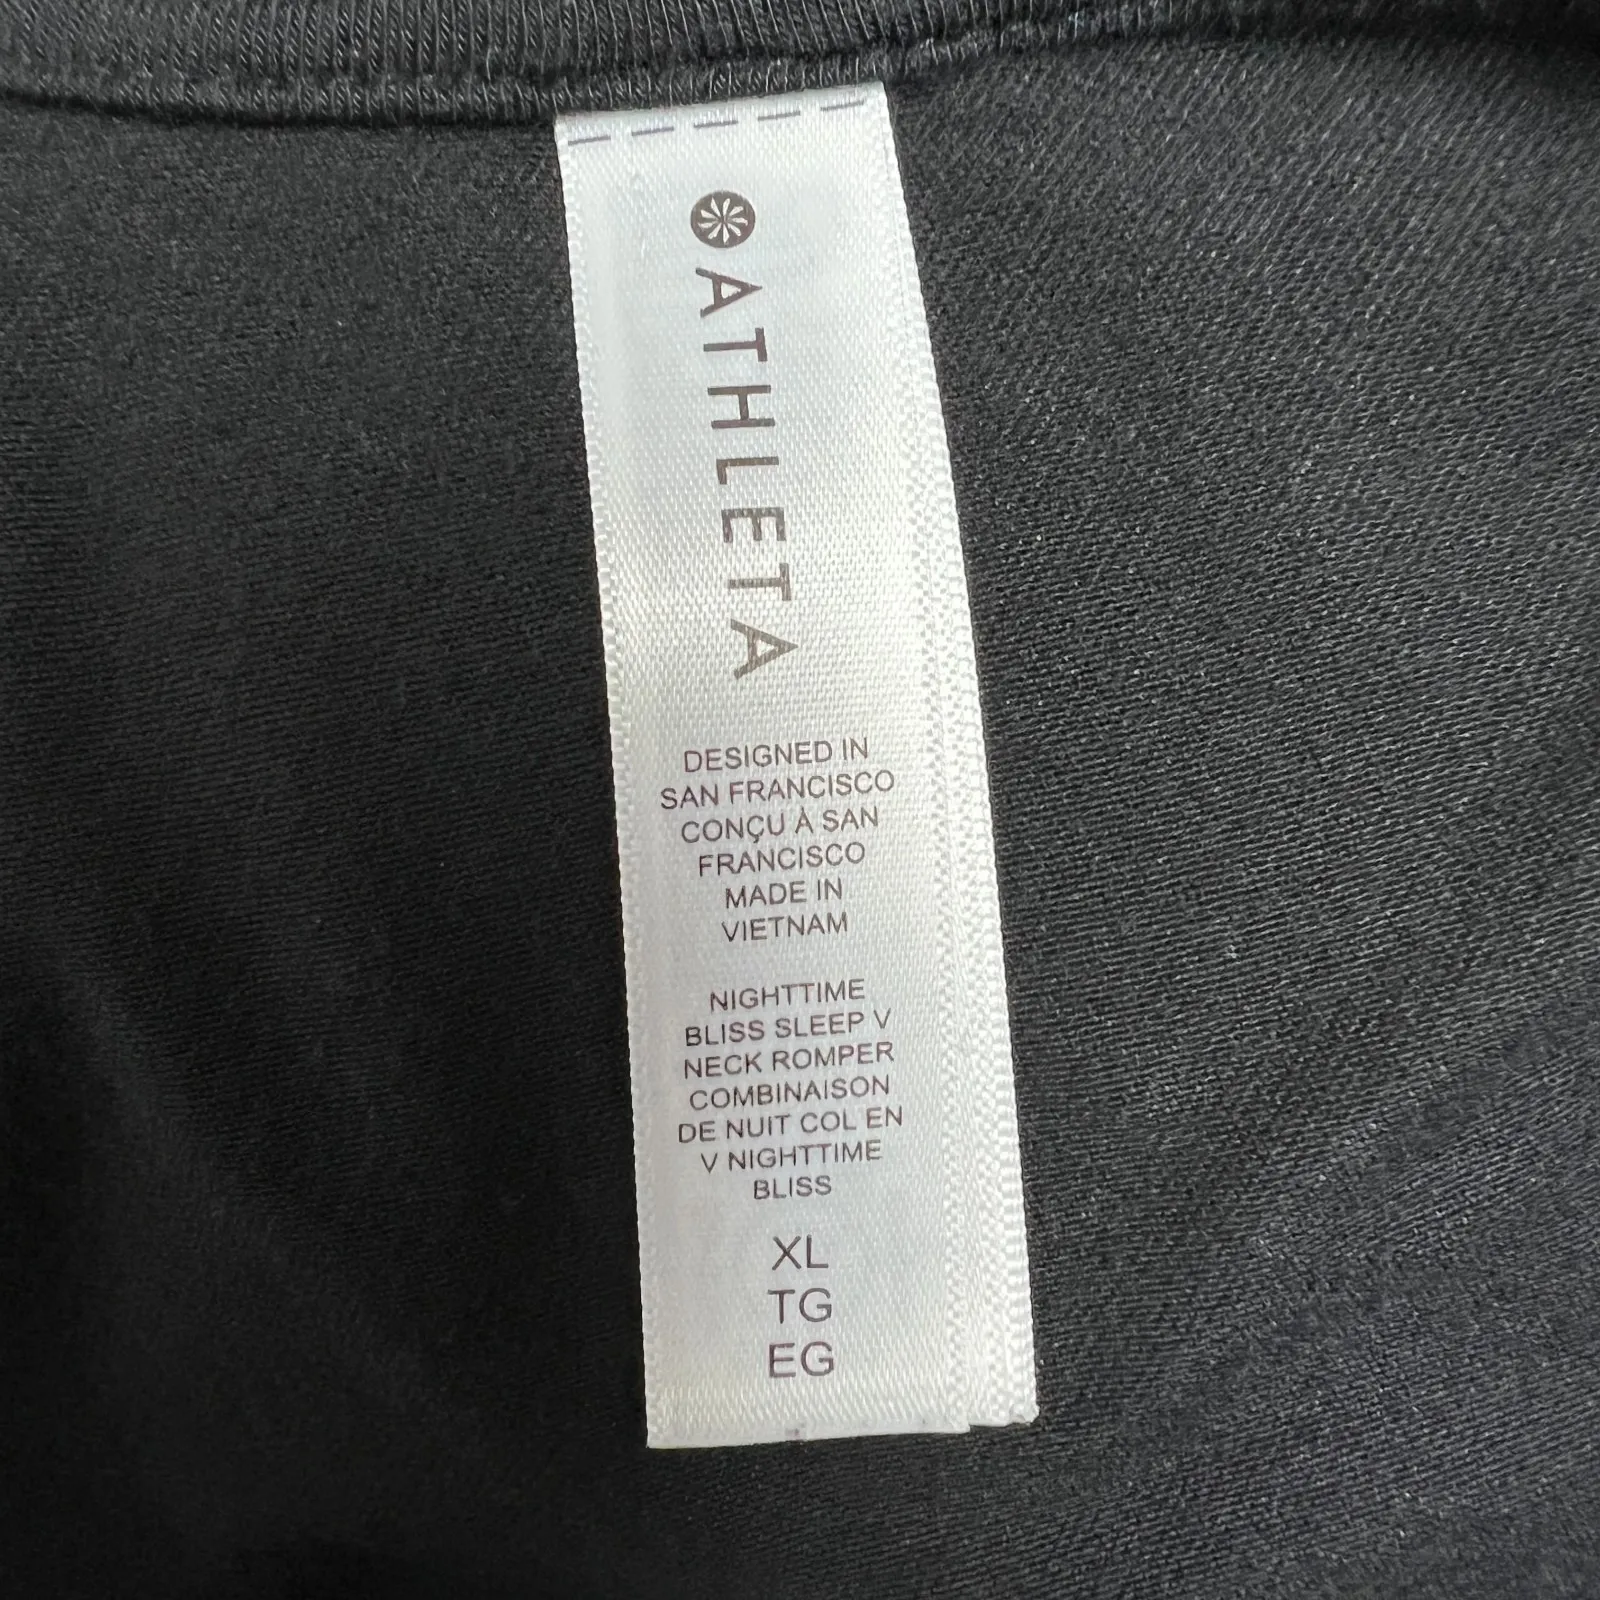 ATHLETA
DESIGNED IN
SAN FRANCISCO
CONÇU À SAN
FRANCISCO
MADE IN
VIETNAM
NIGHTTIME
BLISS SLEEP V
NECK ROMPER
COMBINAISON
DE NUIT COL EN
V NIGHTTIME
BLISS
XL
TG
EG